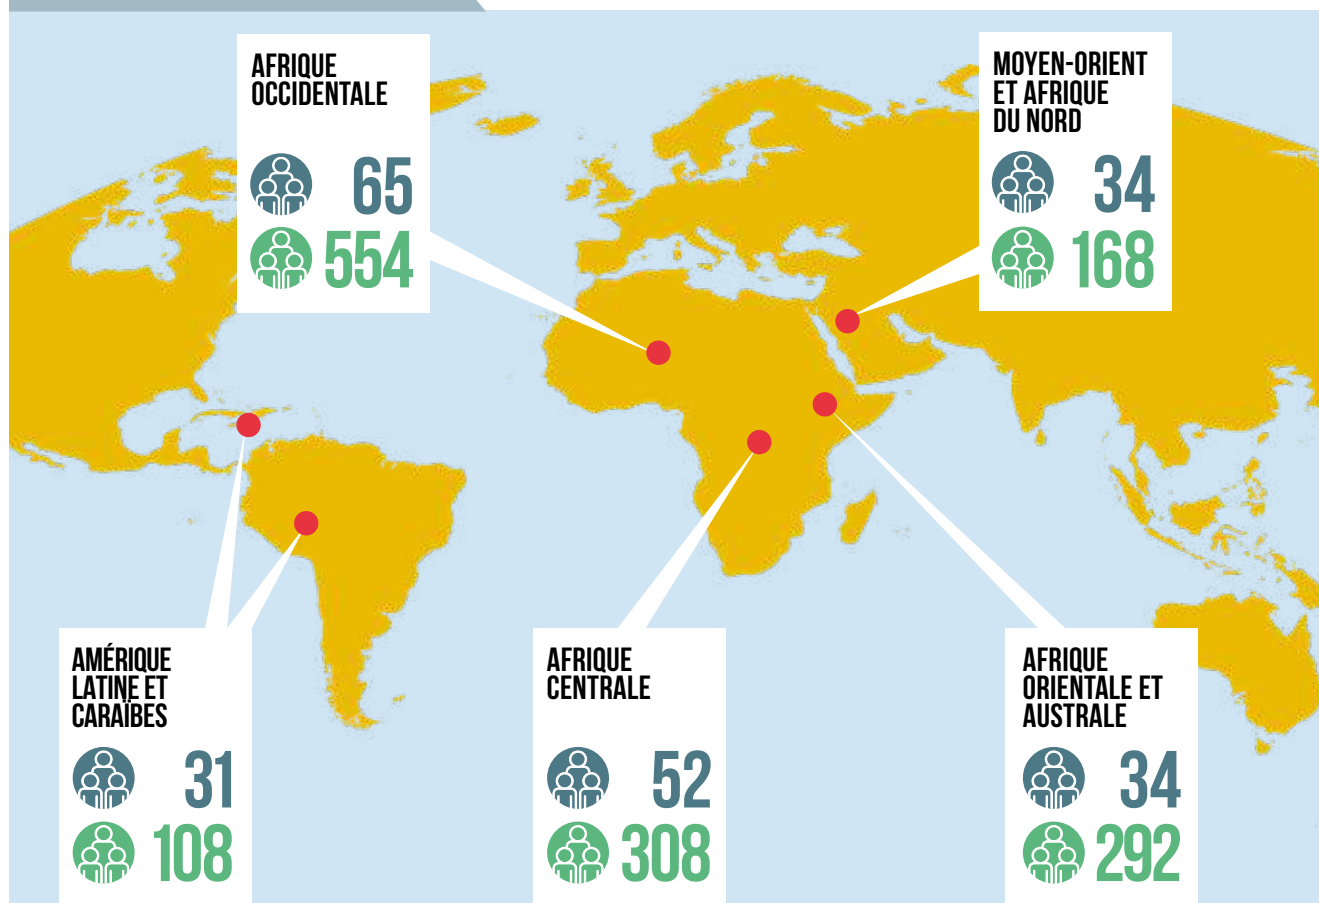 AFRIQUE
OCCIDENTALE
65
554
MOYEN-ORIENT
ET AFRIQUE
DU NORD
34
168
AMÉRIQUE
LATINE ET
CARAÏBES
31
108
AFRIQUE
CENTRALE
52
308
AFRIQUE
ORIENTALE ET
AUSTRALE
34
292